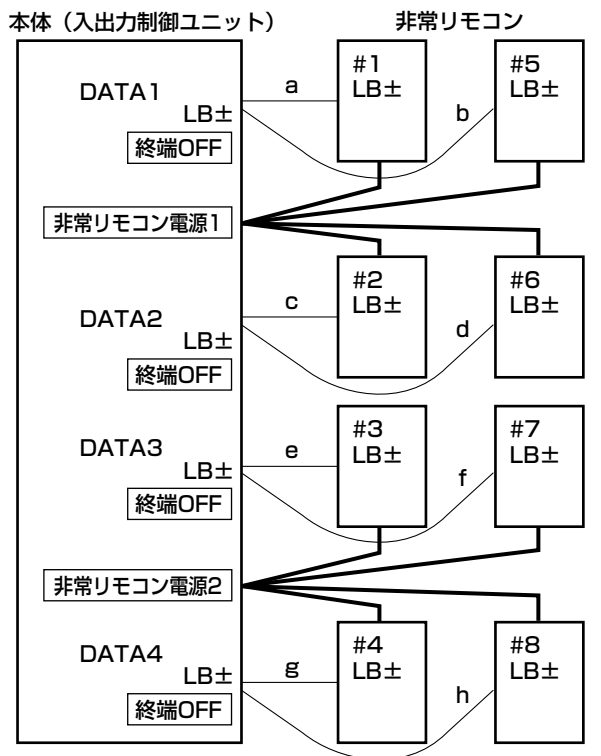 本体（入出力制御ユニット）
非常リモコン
DATA1
LB±
終端OFF
a
#1
LB±
b
#5
LB±
非常リモコン電源1
DATA2
LB±
終端OFF
c
#2
LB±
d
#6
LB±
DATA3
LB±
終端OFF
e
#3
LB±
f
#7
LB±
非常リモコン電源2
DATA4
LB±
終端OFF
g
#4
LB±
h
#8
LB±